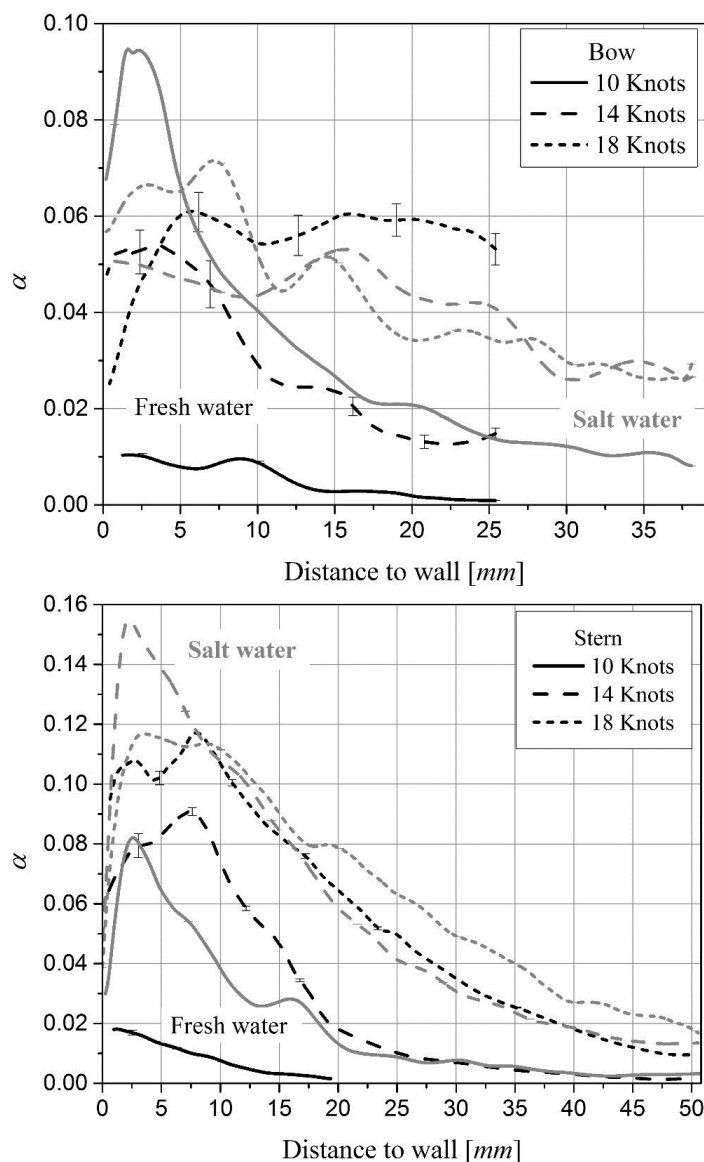 0.10
0.08
0.06
0.04
0.02
0.00
α
Bow
10 Knots
14 Knots
18 Knots
Fresh water
Salt water
0 5 10 15 20 25 30 35
Distance to wall [mm]
0.16
0.14
0.12
0.10
0.08
0.06
0.04
0.02
0.00
α
Salt water
Stern
10 Knots
14 Knots
18 Knots
Fresh water
0 5 10 15 20 25 30 35 40 45 50
Distance to wall [mm]